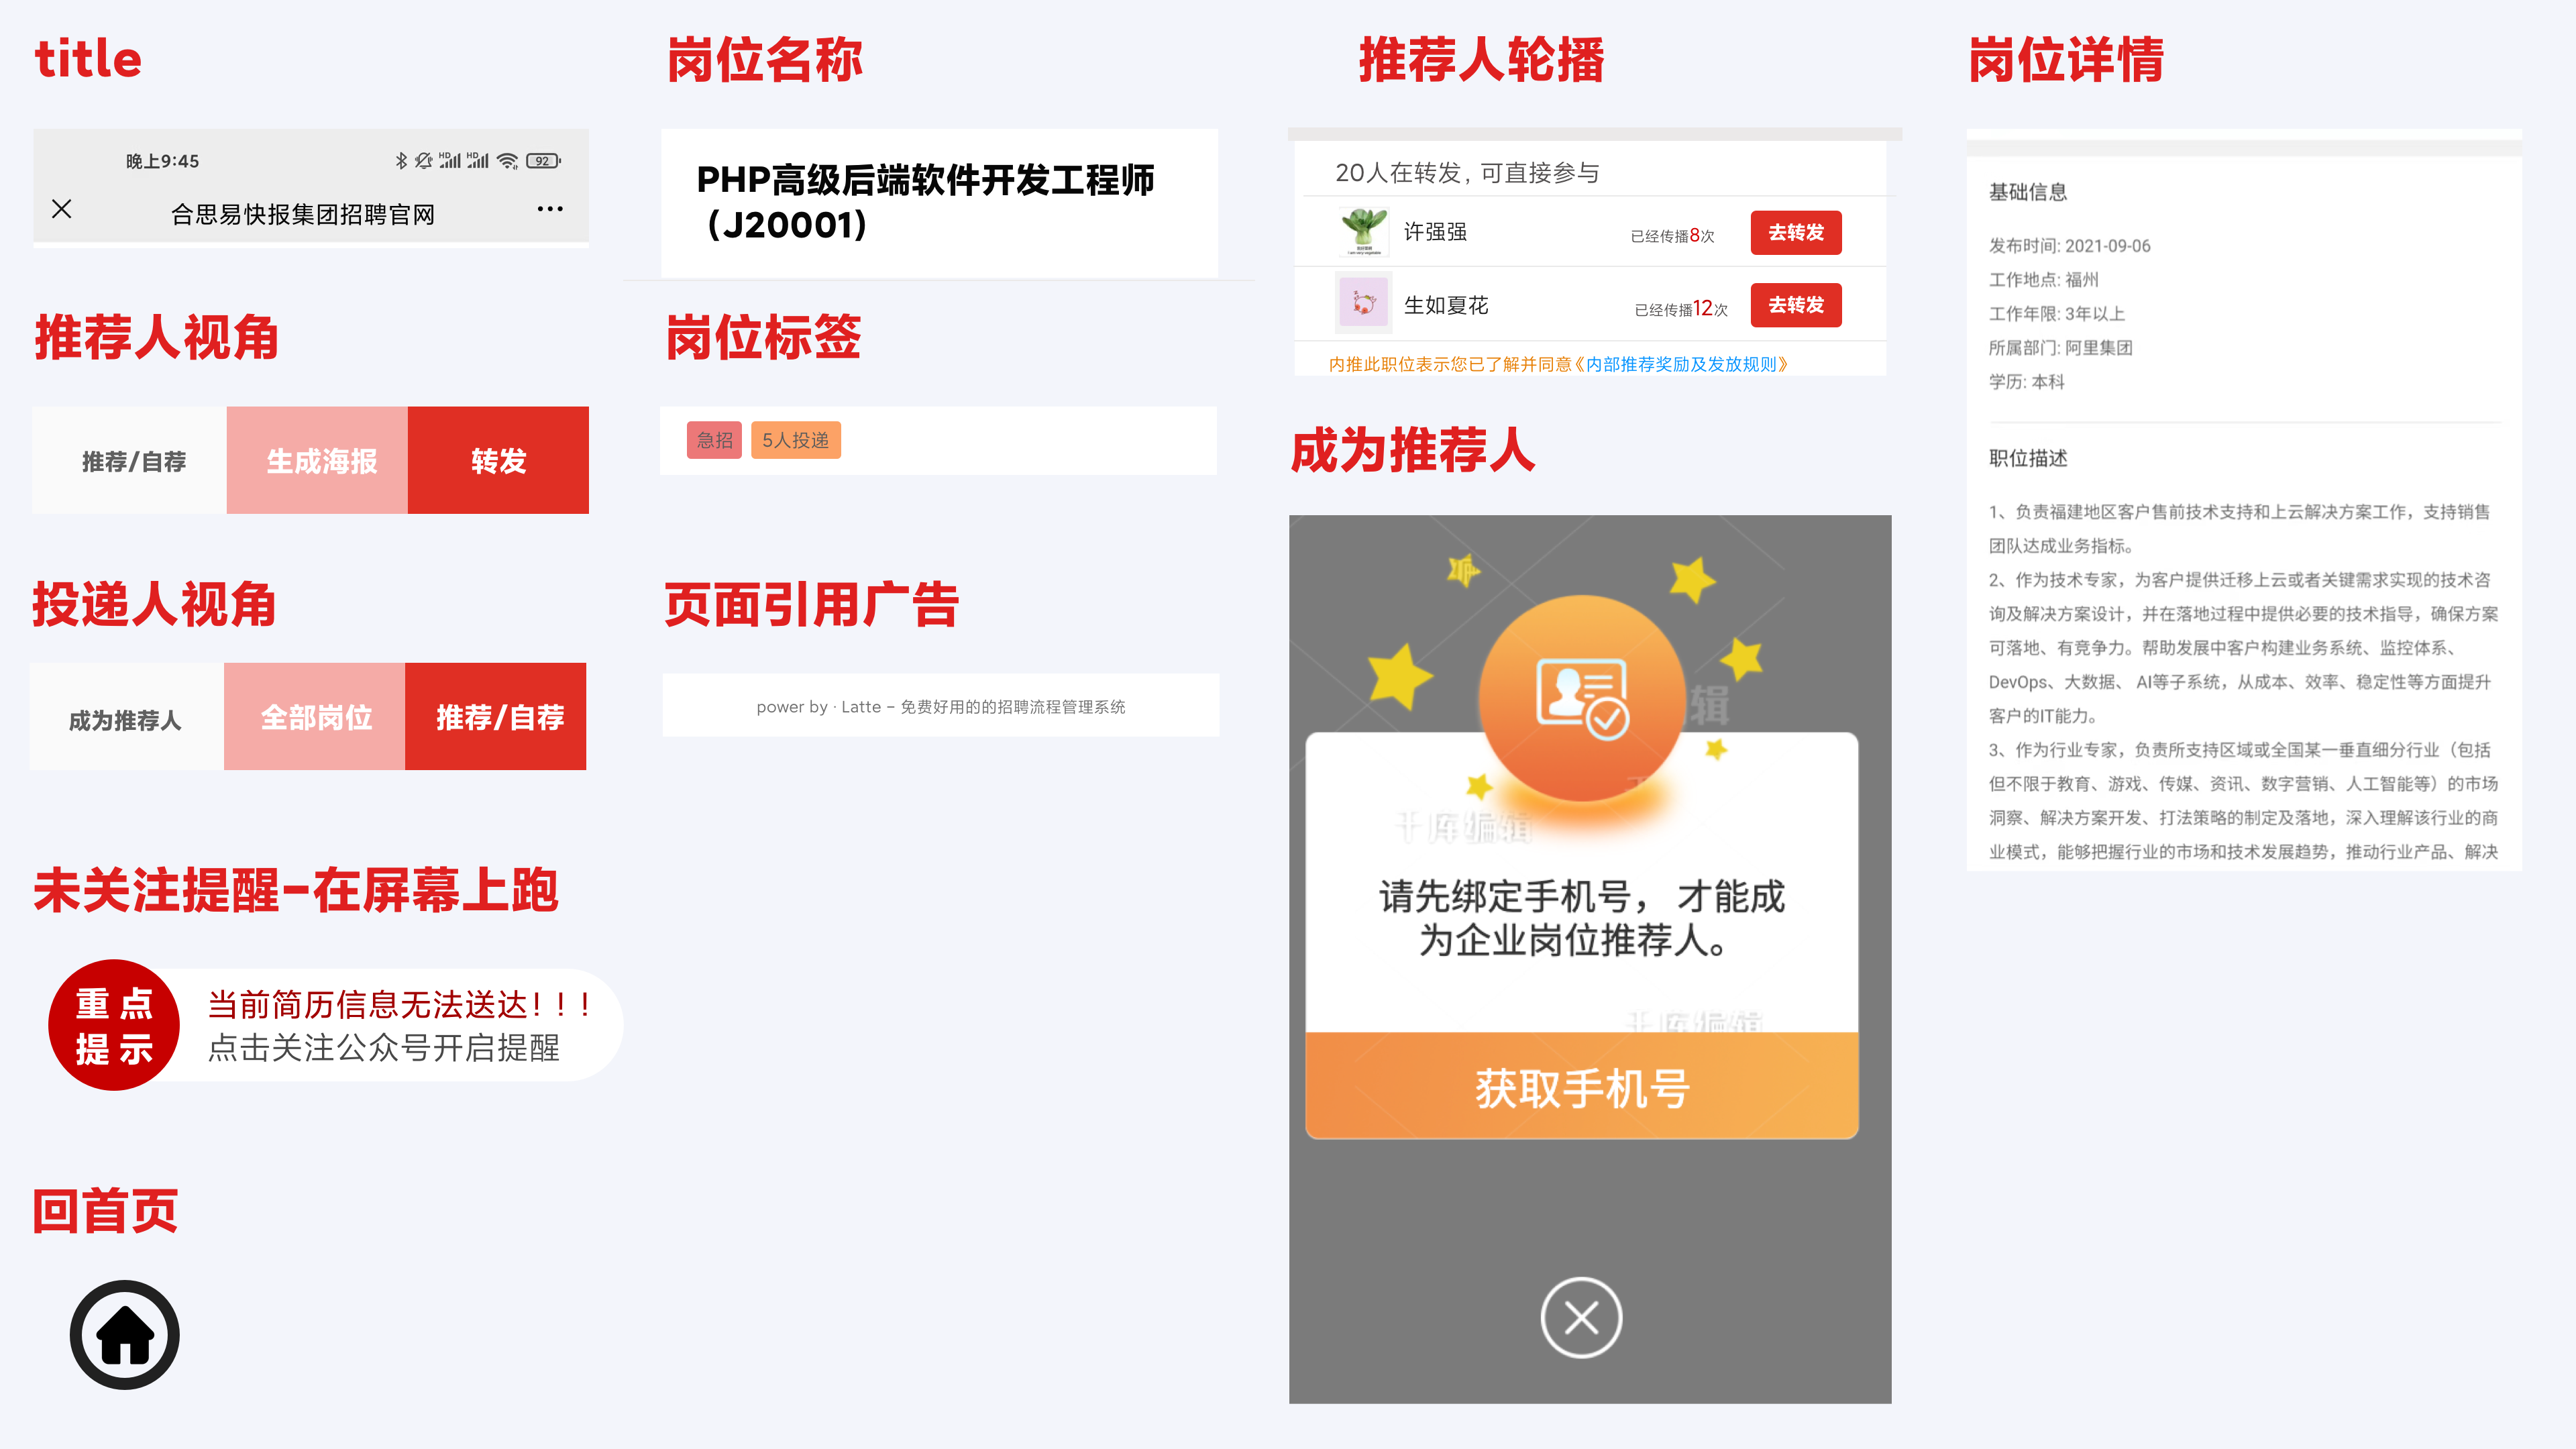 title
晚上9:45
HD HD 92
合思易快报集团招聘官网
推荐人视角
推荐/自荐
生成海报
转发
投递人视角
成为推荐人
全部岗位
推荐/自荐
未关注提醒-在屏幕上跑
重点
提示
当前简历信息无法送达!!!
点击关注公众号开启提醒
回首页
岗位名称
PHP高级后端软件开发工程师
（J20001）
岗位标签
急招
5人投递
页面引用广告
power by · Latte - 免费好用的的招聘流程管理系统
推荐人轮播
20人在转发，可直接参与
许强强
已经传播8次
去转发
生如夏花
已经传播12次
去转发
内推此职位表示您已了解并同意《内部推荐奖励及发放规则》
成为推荐人
辑
千库编辑
请先绑定手机号， 才能成
为企业岗位推荐人。
千库编辑
获取手机号
岗位详情
基础信息
发布时间: 2021-09-06
工作地点: 福州
工作年限: 3年以上
所属部门: 阿里集团
学历: 本科
职位描述
1、负责福建地区客户售前技术支持和上云解决方案工作，支持销售
团队达成业务指标。
2、作为技术专家，为客户提供迁移上云或者关键需求实现的技术咨
询及解决方案设计，并在落地过程中提供必要的技术指导，确保方案
可落地、有竞争力。帮助发展中客户构建业务系统、监控体系、
DevOps、大数据、 AI等子系统，从成本、效率、稳定性等方面提升
客户的IT能力。
3、作为行业专家，负责所支持区域或全国某一垂直细分行业（包括
但不限于教育、游戏、传媒、资讯、数字营销、人工智能等）的市场
洞察、解决方案开发、打法策略的制定及落地，深入理解该行业的商
业模式，能够把握行业的市场和技术发展趋势，推动行业产品、解决